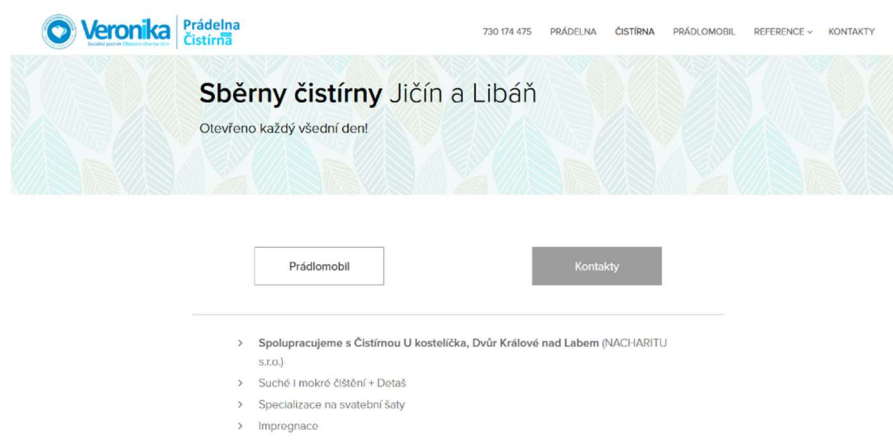 Veronika Prádelna
Čistírna
730 174 475 PRÁDELNA ČISTÍRNA PRÁDLOMOBIL REFERENCE KONTAKTY
Sběrny čistírny Jičín a Libáň
Otevřeno každý všední den!
Prádlomobil Kontakty
Spolupracujeme s Čistírnou U kostelíčka, Dvůr Králové nad Labem (NACHARITU
s.r.o.)
Suché i mokré čištění + Detaš
Specializace na svatební šaty
Impregnace